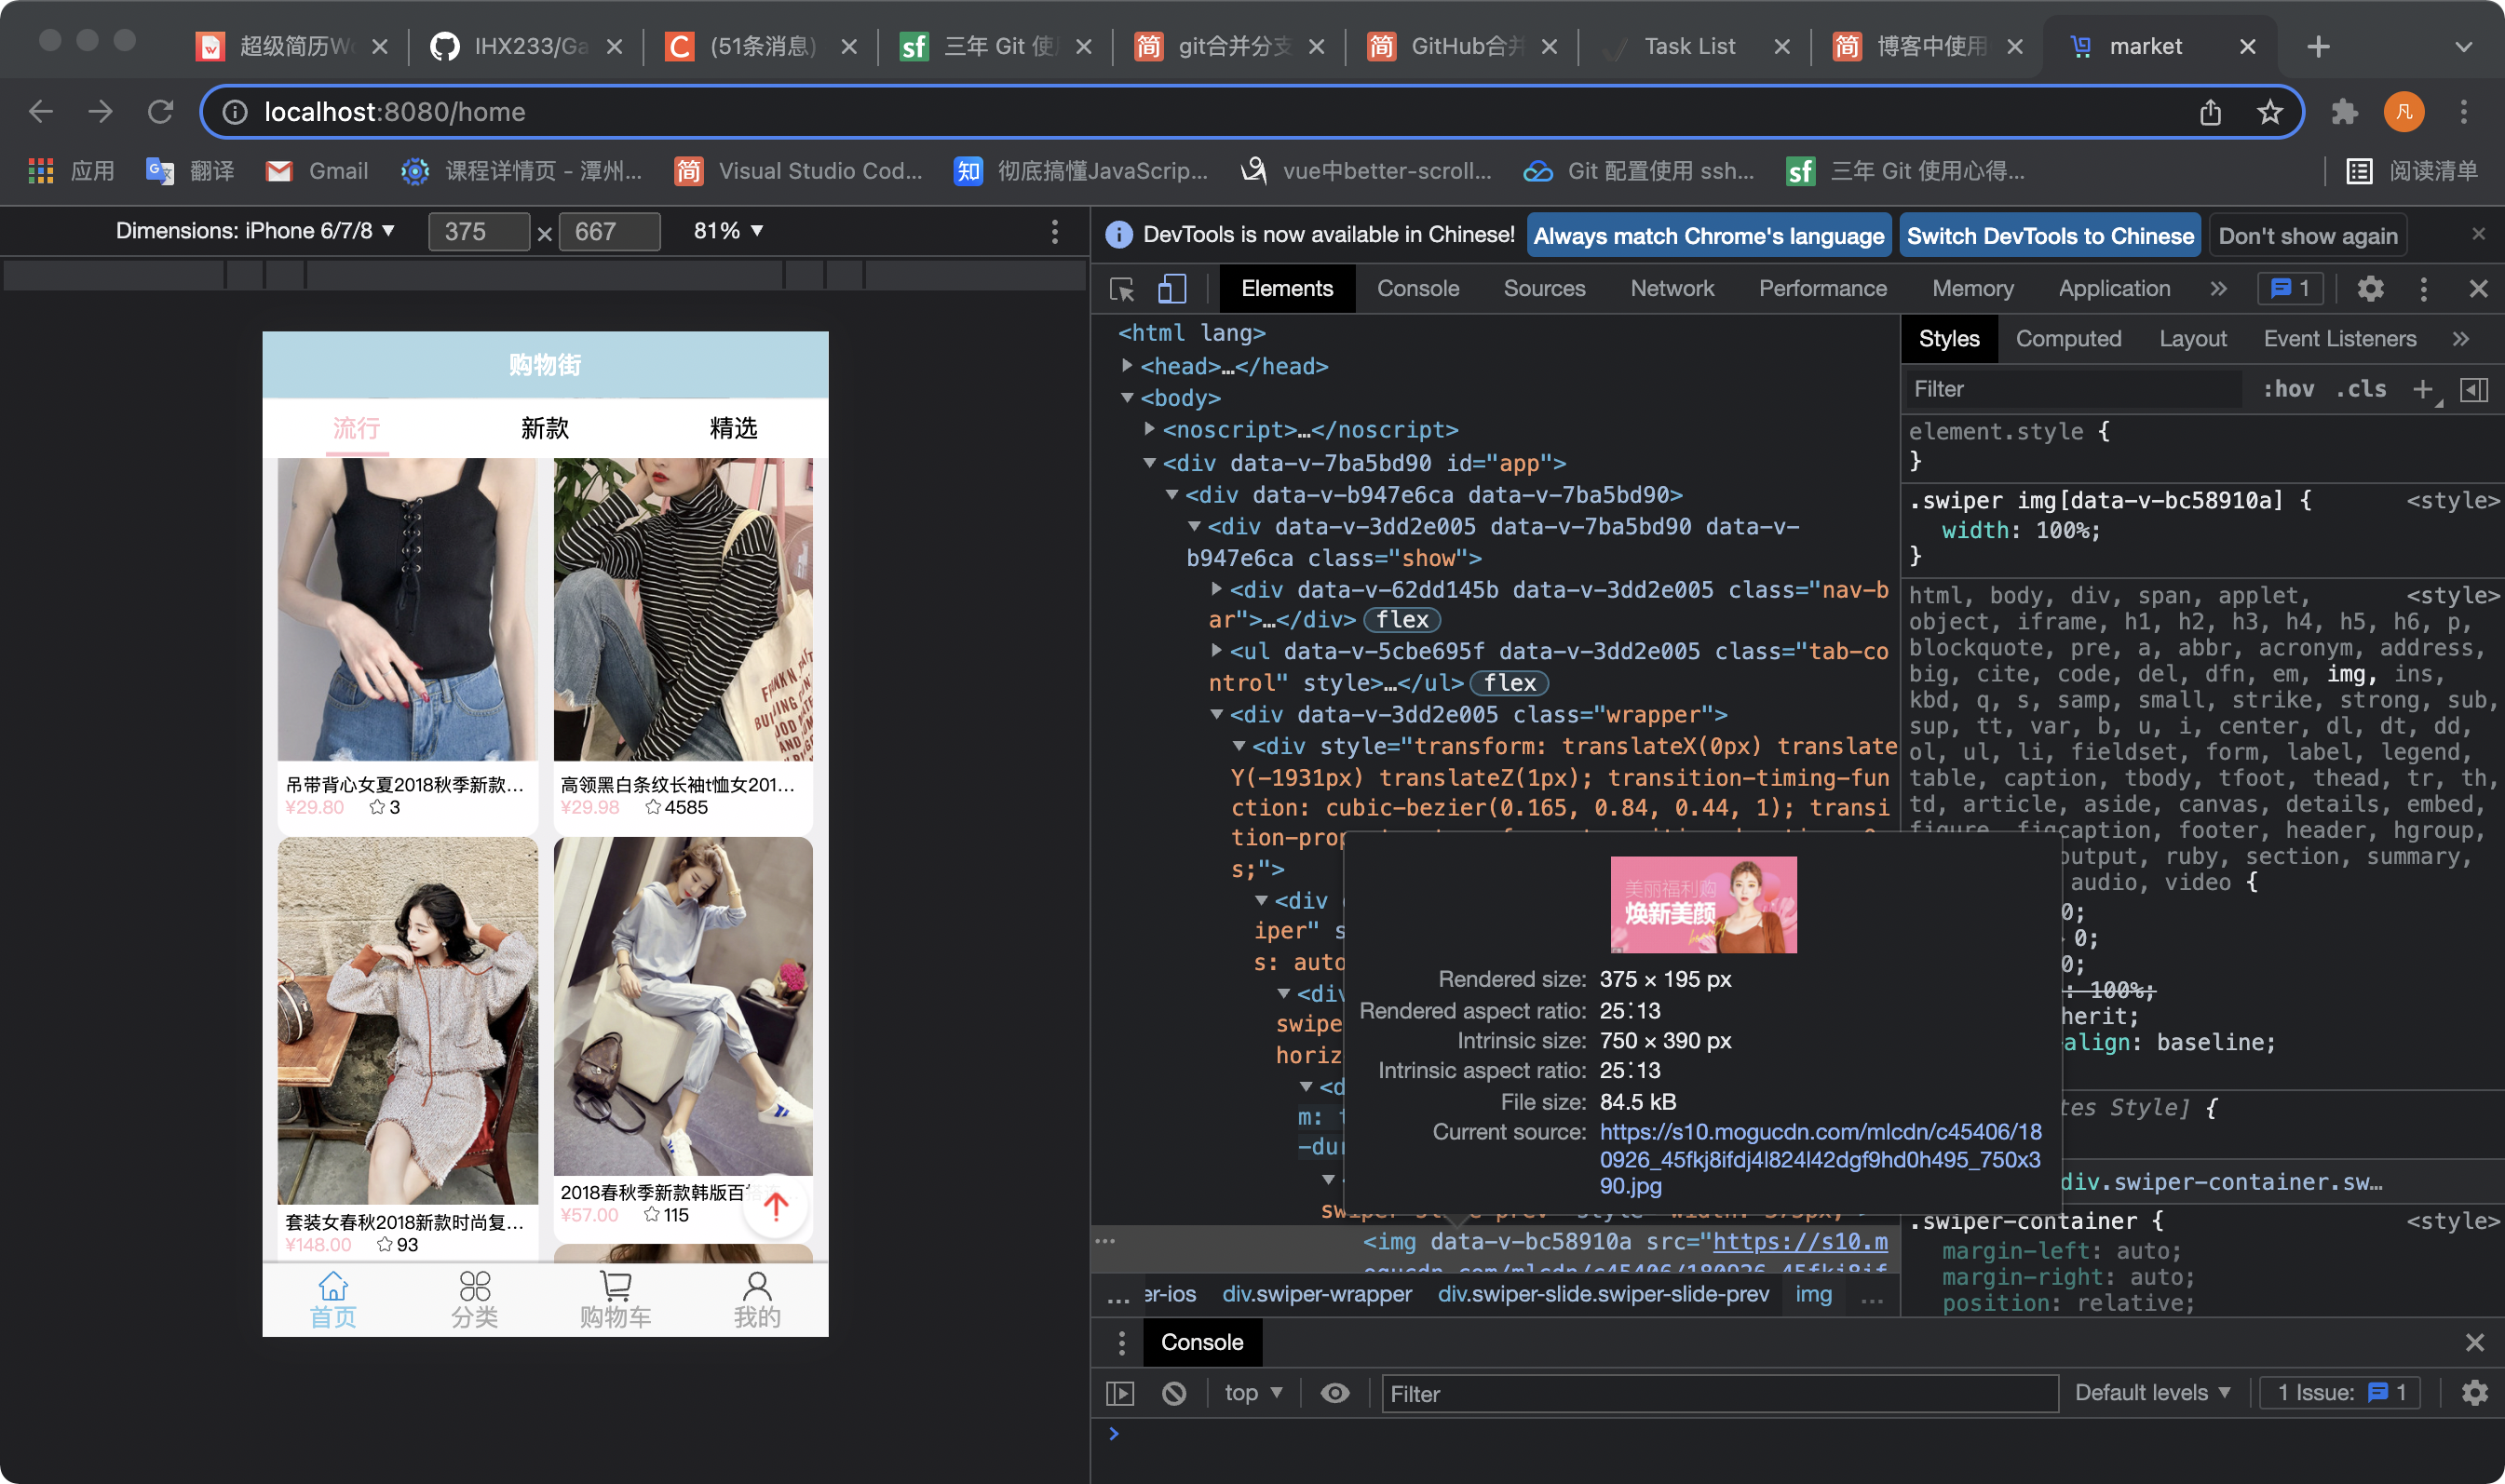 超级简历Wo
IHX233/Ga
(51条消息)
三年 Git 使用
git合并分支
GitHub合并
Task List
博客中使用
market
localhost:8080/home
凡
应用
翻译
Gmail
课程详情页 - 潭州...
Visual Studio Cod...
彻底搞懂JavaScrip...
vue中better-scroll...
Git 配置使用 ssh...
三年 Git 使用心得...
阅读清单
Dimensions: iPhone 6/7/8 ▼ 375 × 667 81% ▼
DevTools is now available in Chinese! Always match Chrome's language Switch DevTools to Chinese Don't show again
Elements Console Sources Network Performance Memory Application » 1
购物街
流行 新款 精选
吊带背心女夏2018秋季新款...
¥29.80 3
高领黑白条纹长袖t恤女201...
¥29.98 4585
2018春秋季新款韩版百搭
¥57.00 115
套装女春秋2018新款时尚复...
¥148.00 93
首页 分类 购物车 我的
<html lang>
<head>…</head>
<body>
<noscript>…</noscript>
<div data-v-7ba5bd90 id="app">
<div data-v-b947e6ca data-v-7ba5bd90>
<div data-v-3dd2e005 data-v-7ba5bd90 data-v-
b947e6ca class="show">
<div data-v-62dd145b data-v-3dd2e005 class="nav-b
ar">…</div> flex
<ul data-v-5cbe695f data-v-3dd2e005 class="tab-co
ntrol" style>…</ul> flex
<div data-v-3dd2e005 class="wrapper">
<div style="transform: translateX(0px) translate
Y(-1931px) translateZ(1px); transition-timing-fun
ction: cubic-bezier(0.165, 0.84, 0.44, 1); transi
tion-prop
s;">
<div
iper" s
s: auto
<div
swipe
horiz
<d
m: t
-dur
美丽福利购
焕新美颜
beauty
Rendered size: 375 × 195 px
Rendered aspect ratio: 25∶13
Intrinsic size: 750 × 390 px
Intrinsic aspect ratio: 25∶13
File size: 84.5 kB
Current source: https://s10.mogucdn.com/mlcdn/c45406/18
0926_45fkj8ifdj4l824l42dgf9hd0h495_750x3
90.jpg
<img data-v-bc58910a src="https://s10.m
ogucdn.com/mlcdn/c45406/180926_45fkj8if
... er-ios div.swiper-wrapper div.swiper-slide.swiper-slide-prev img ...
Styles Computed Layout Event Listeners »
Filter :hov .cls +
element.style {
}
.swiper img[data-v-bc58910a] { <style>
width: 100%;
}
html, body, div, span, applet, <style>
object, iframe, h1, h2, h3, h4, h5, h6, p,
blockquote, pre, a, abbr, acronym, address,
big, cite, code, del, dfn, em, img, ins,
kbd, q, s, samp, small, strike, strong, sub,
sup, tt, var, b, u, i, center, dl, dt, dd,
ol, ul, li, fieldset, form, label, legend,
table, caption, tbody, tfoot, thead, tr, th,
td, article, aside, canvas, details, embed,
figure, figcaption, footer, header, hgroup,
output, ruby, section, summary,
audio, video {
0;
0;
0;
: 100%;
herit;
align: baseline;
tes Style] {
div.swiper-container.sw…
.swiper-container { <style>
margin-left: auto;
margin-right: auto;
position: relative;
Console
top ▼ Filter Default levels ▼ 1 Issue: 1